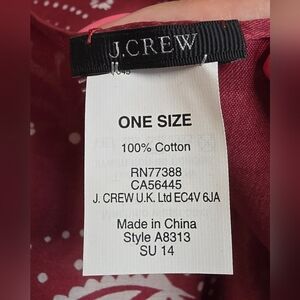 J.CREW
ONE SIZE
100% Cotton
RN77388
CA56445
J. CREW U.K. Ltd EC4V 6JA
Made in China
Style A8313
SU 14